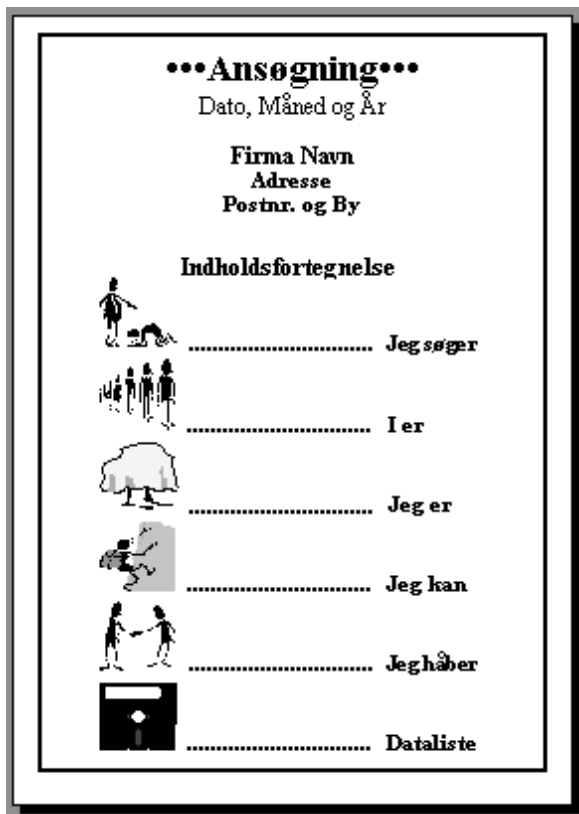 •••Ansøgning•••
Dato, Måned og År
Firma Navn
Adresse
Postnr. og By
Indholdsfortegnelse
............................... Jeg søger
............................... I er
............................... Jeg er
............................... Jeg kan
............................... Jeg håber
............................... Dataliste